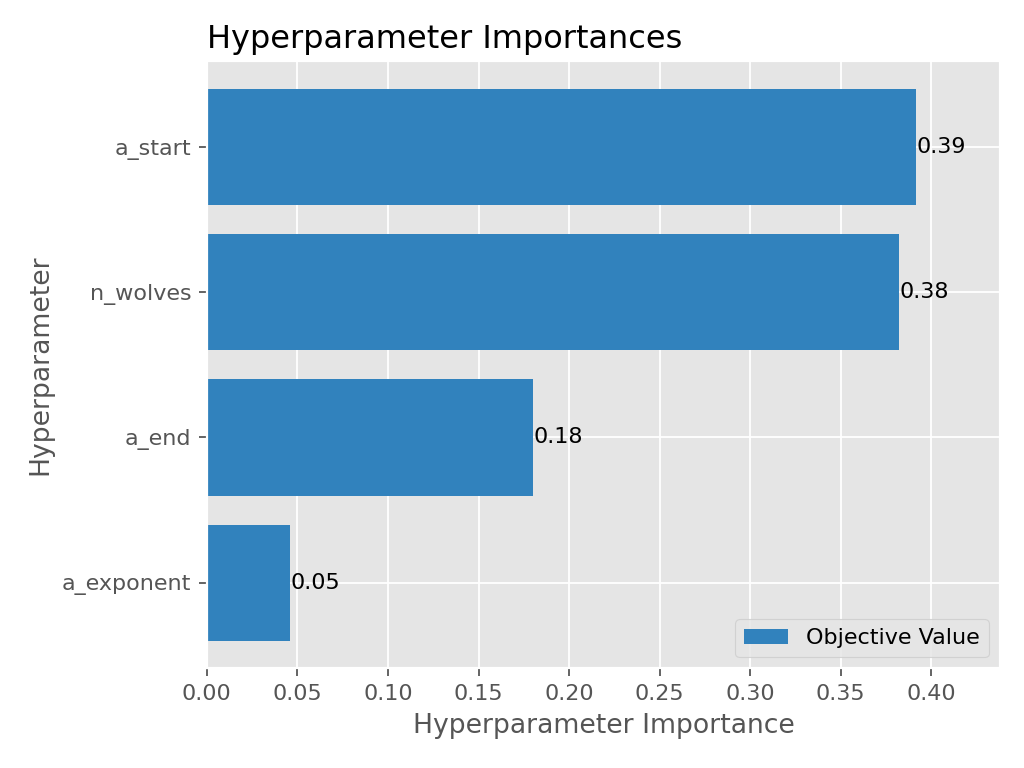 Hyperparameter Importances
Hyperparameter
a_start
0.39
n_wolves
0.38
a_end
0.18
a_exponent
0.05
Objective Value
0.00 0.05 0.10 0.15 0.20 0.25 0.30 0.35 0.40
Hyperparameter Importance